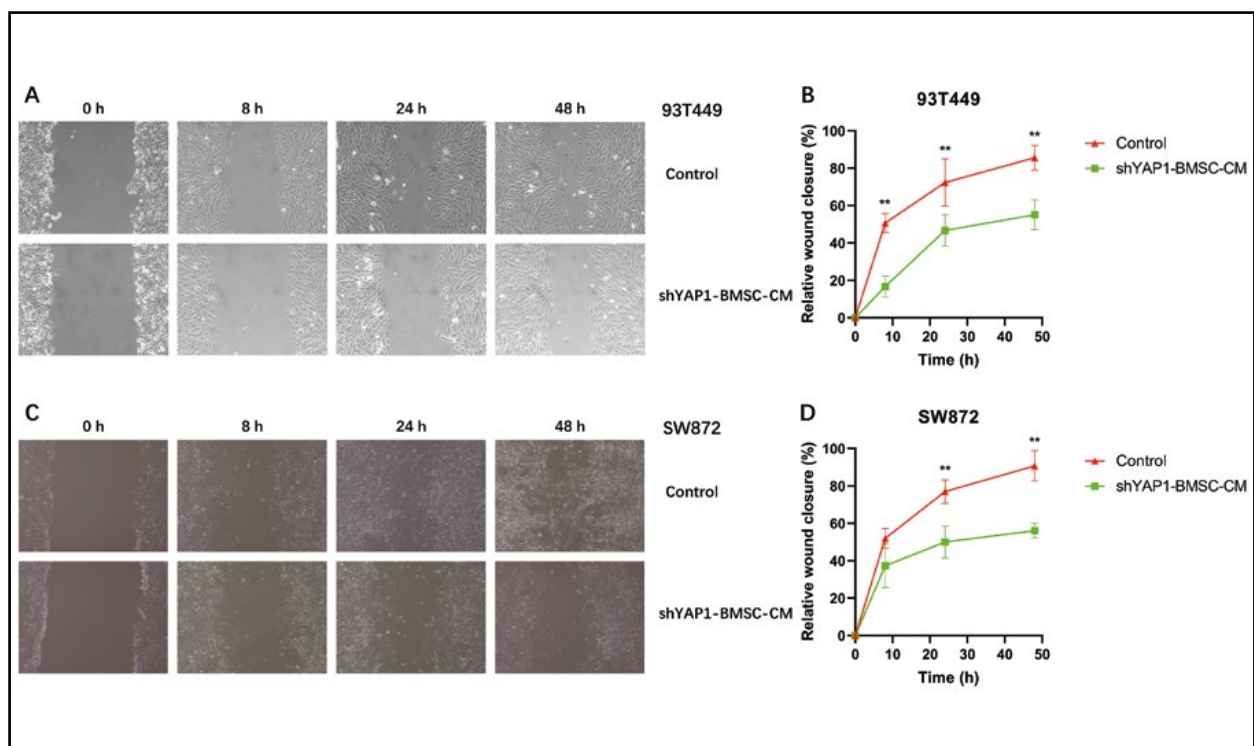 A
0 h 8 h 24 h 48 h 93T449
Control
shYAP1-BMSC-CM
B
93T449
Relative wound closure (%)
100
80
60
40
20
0
0 10 20 30 40 50
Time (h)
** ** **
Control
shYAP1-BMSC-CM
C
0 h 8 h 24 h 48 h SW872
Control
shYAP1-BMSC-CM
D
SW872
Relative wound closure (%)
100
80
60
40
20
0
0 10 20 30 40 50
Time (h)
** **
Control
shYAP1-BMSC-CM